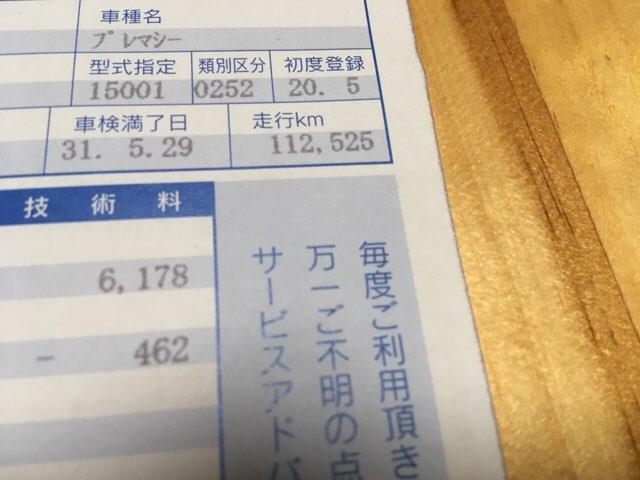 車種名
プレマシー
型式指定 類別区分 初度登録
15001 0252 20. 5
車検満了日 走行km
31. 5.29 112,525
技術料
6,178
- 462
毎度ご利用頂き
万一ご不明の点
サービスアドバ